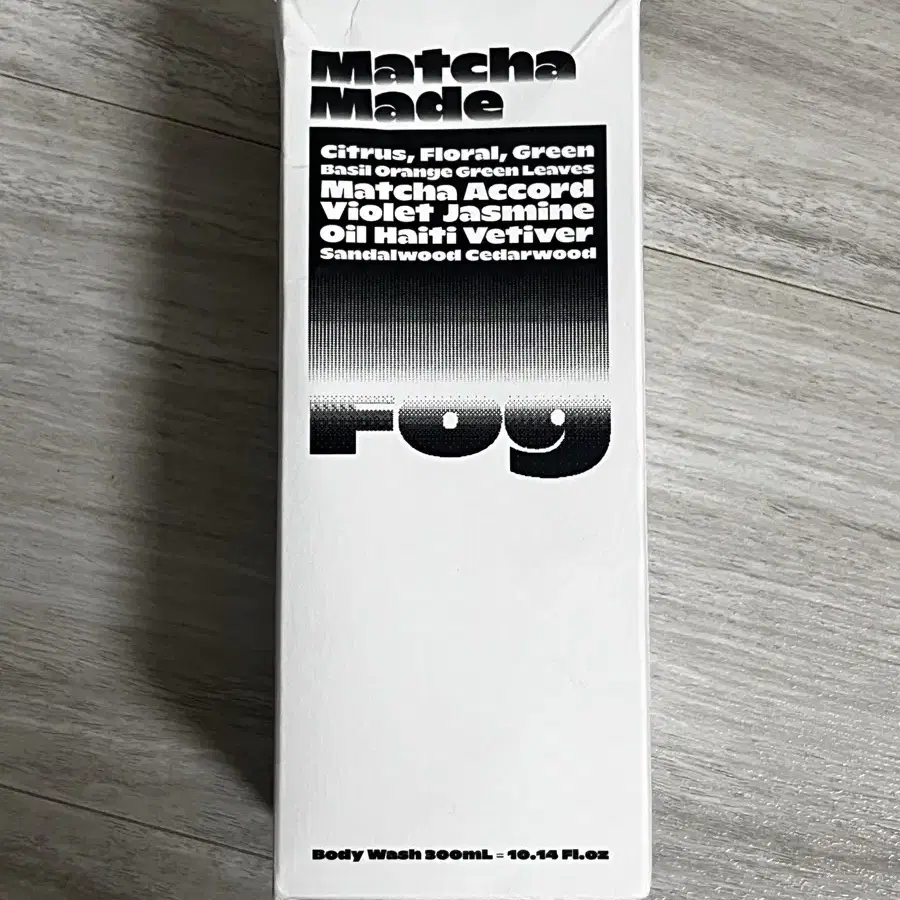 Matcha
Made
Citrus, Floral, Green
Basil Orange Green Leaves
Matcha Accord
Violet Jasmine
Oil Haiti Vetiver
Sandalwood Cedarwood
Fog
Body Wash 300mL = 10.14 Fl.oz